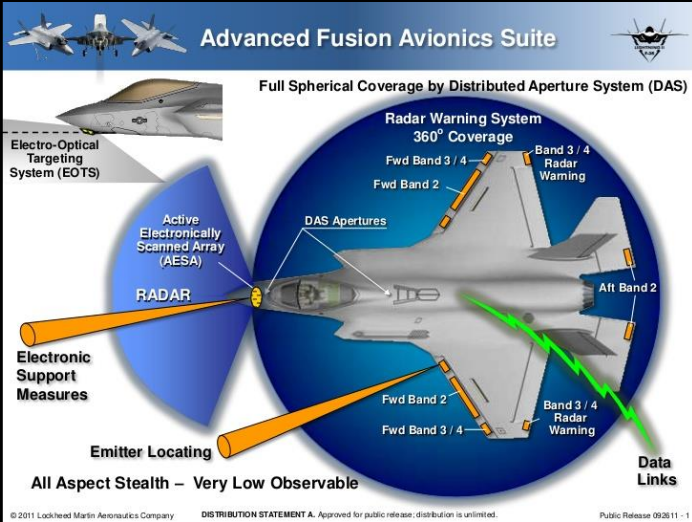 Advanced Fusion Avionics Suite
LIGHTNING II
F-35
Full Spherical Coverage by Distributed Aperture System (DAS)
Electro-Optical
Targeting
System (EOTS)
Radar Warning System
360° Coverage
Fwd Band 3 / 4
Band 3 / 4
Radar
Warning
Fwd Band 2
Active
Electronically
Scanned Array
(AESA)
DAS Apertures
RADAR
Aft Band 2
Electronic
Support
Measures
Fwd Band 2
Fwd Band 3 / 4
Band 3 / 4
Radar
Warning
Emitter Locating
Data
Links
All Aspect Stealth – Very Low Observable
© 2011 Lockheed Martin Aeronautics Company
DISTRIBUTION STATEMENT A. Approved for public release; distribution is unlimited.
Public Release 092611 - 1